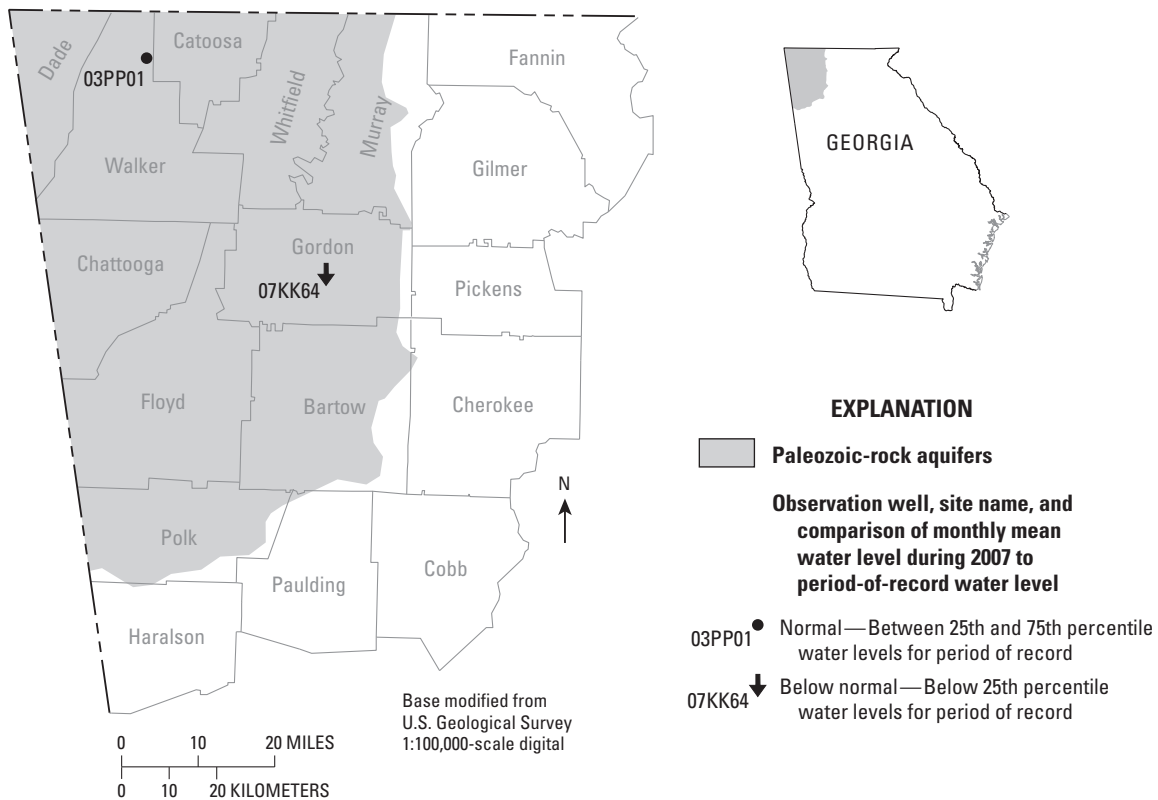 Dade
Catoosa
Fannin
03PP01
Whitfield
Murray
Walker
Gilmer
GEORGIA
Gordon
Chattooga
07KK64
Pickens
Floyd
Bartow
Cherokee
N
Polk
Paulding
Cobb
Haralson
Base modified from
U.S. Geological Survey
1:100,000-scale digital
0 10 20 MILES
0 10 20 KILOMETERS
EXPLANATION
Paleozoic-rock aquifers
Observation well, site name, and
comparison of monthly mean
water level during 2007 to
period-of-record water level
03PP01 Normal—Between 25th and 75th percentile
water levels for period of record
07KK64 Below normal—Below 25th percentile
water levels for period of record